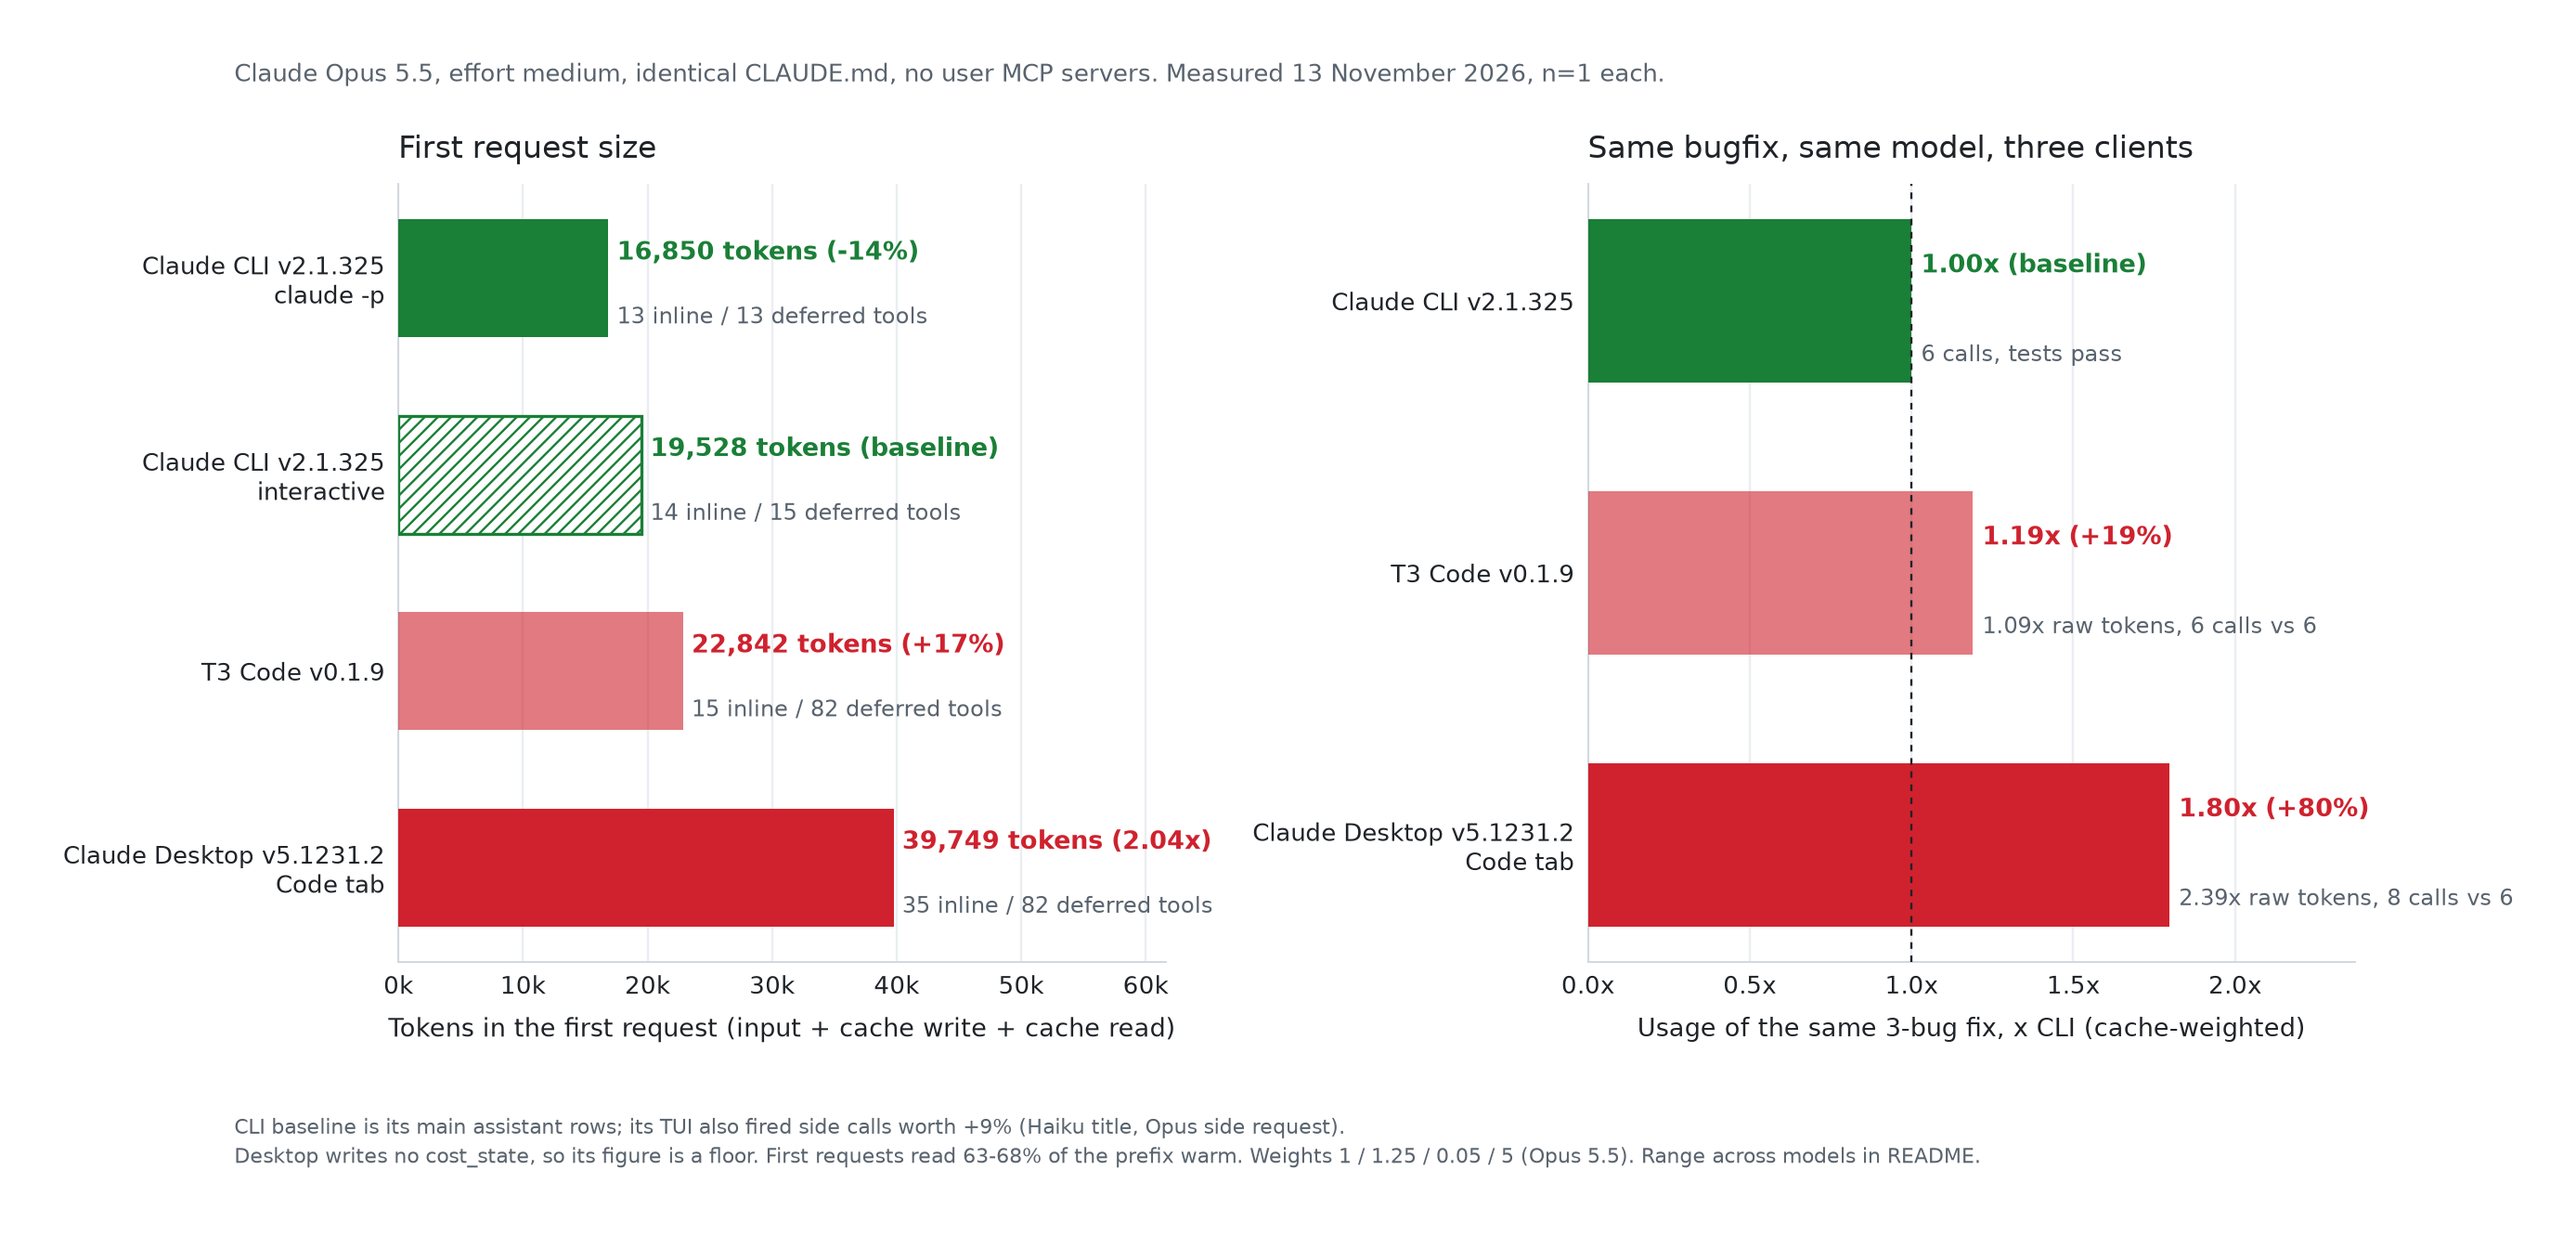 Claude Opus 5.5, effort medium, identical CLAUDE.md, no user MCP servers. Measured 13 November 2026, n=1 each.
First request size
Claude CLI v2.1.325
claude -p
16,850 tokens (-14%)
13 inline / 13 deferred tools
Claude CLI v2.1.325
interactive
19,528 tokens (baseline)
14 inline / 15 deferred tools
T3 Code v0.1.9
22,842 tokens (+17%)
15 inline / 82 deferred tools
Claude Desktop v5.1231.2
Code tab
39,749 tokens (2.04x)
35 inline / 82 deferred tools
0k 10k 20k 30k 40k 50k 60k
Tokens in the first request (input + cache write + cache read)
Same bugfix, same model, three clients
Claude CLI v2.1.325
1.00x (baseline)
6 calls, tests pass
T3 Code v0.1.9
1.19x (+19%)
1.09x raw tokens, 6 calls vs 6
Claude Desktop v5.1231.2
Code tab
1.80x (+80%)
2.39x raw tokens, 8 calls vs 6
0.0x 0.5x 1.0x 1.5x 2.0x
Usage of the same 3-bug fix, x CLI (cache-weighted)
CLI baseline is its main assistant rows; its TUI also fired side calls worth +9% (Haiku title, Opus side request).
Desktop writes no cost_state, so its figure is a floor. First requests read 63-68% of the prefix warm. Weights 1 / 1.25 / 0.05 / 5 (Opus 5.5). Range across models in README.